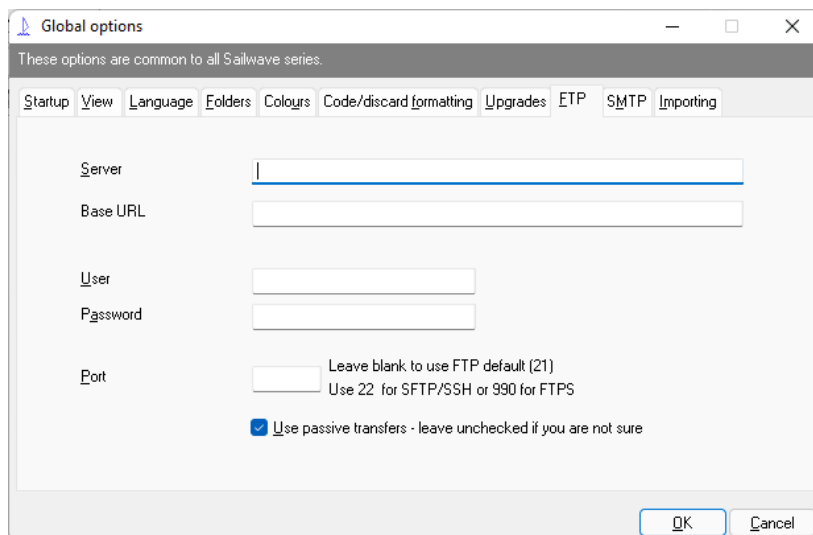 Global options
These options are common to all Sailwave series.
Startup View Language Folders Colours Code/discard formatting Upgrades FTP SMTP Importing
Server
Base URL
User
Password
Port
Leave blank to use FTP default (21)
Use 22 for SFTP/SSH or 990 for FTPS
Use passive transfers - leave unchecked if you are not sure
OK Cancel